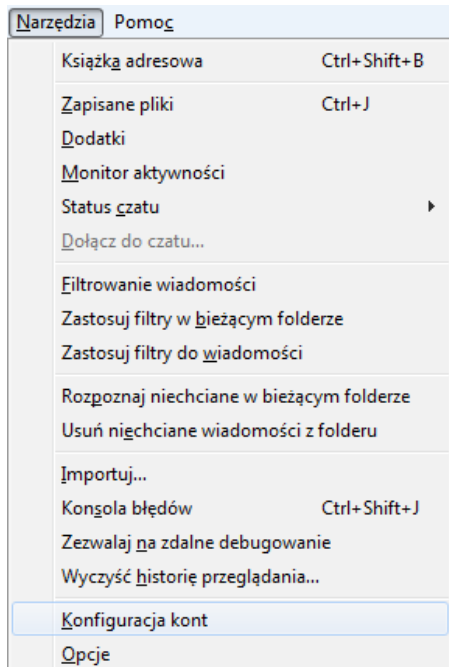 Narzędzia Pomoc
Książka adresowa Ctrl+Shift+B
Zapisane pliki Ctrl+J
Dodatki
Monitor aktywności
Status czatu
Dołącz do czatu...
Filtrowanie wiadomości
Zastosuj filtry w bieżącym folderze
Zastosuj filtry do wiadomości
Rozpoznaj niechciane w bieżącym folderze
Usuń niechciane wiadomości z folderu
Importuj...
Konsola błędów Ctrl+Shift+J
Zezwalaj na zdalne debugowanie
Wyczyść historię przeglądania...
Konfiguracja kont
Opcje